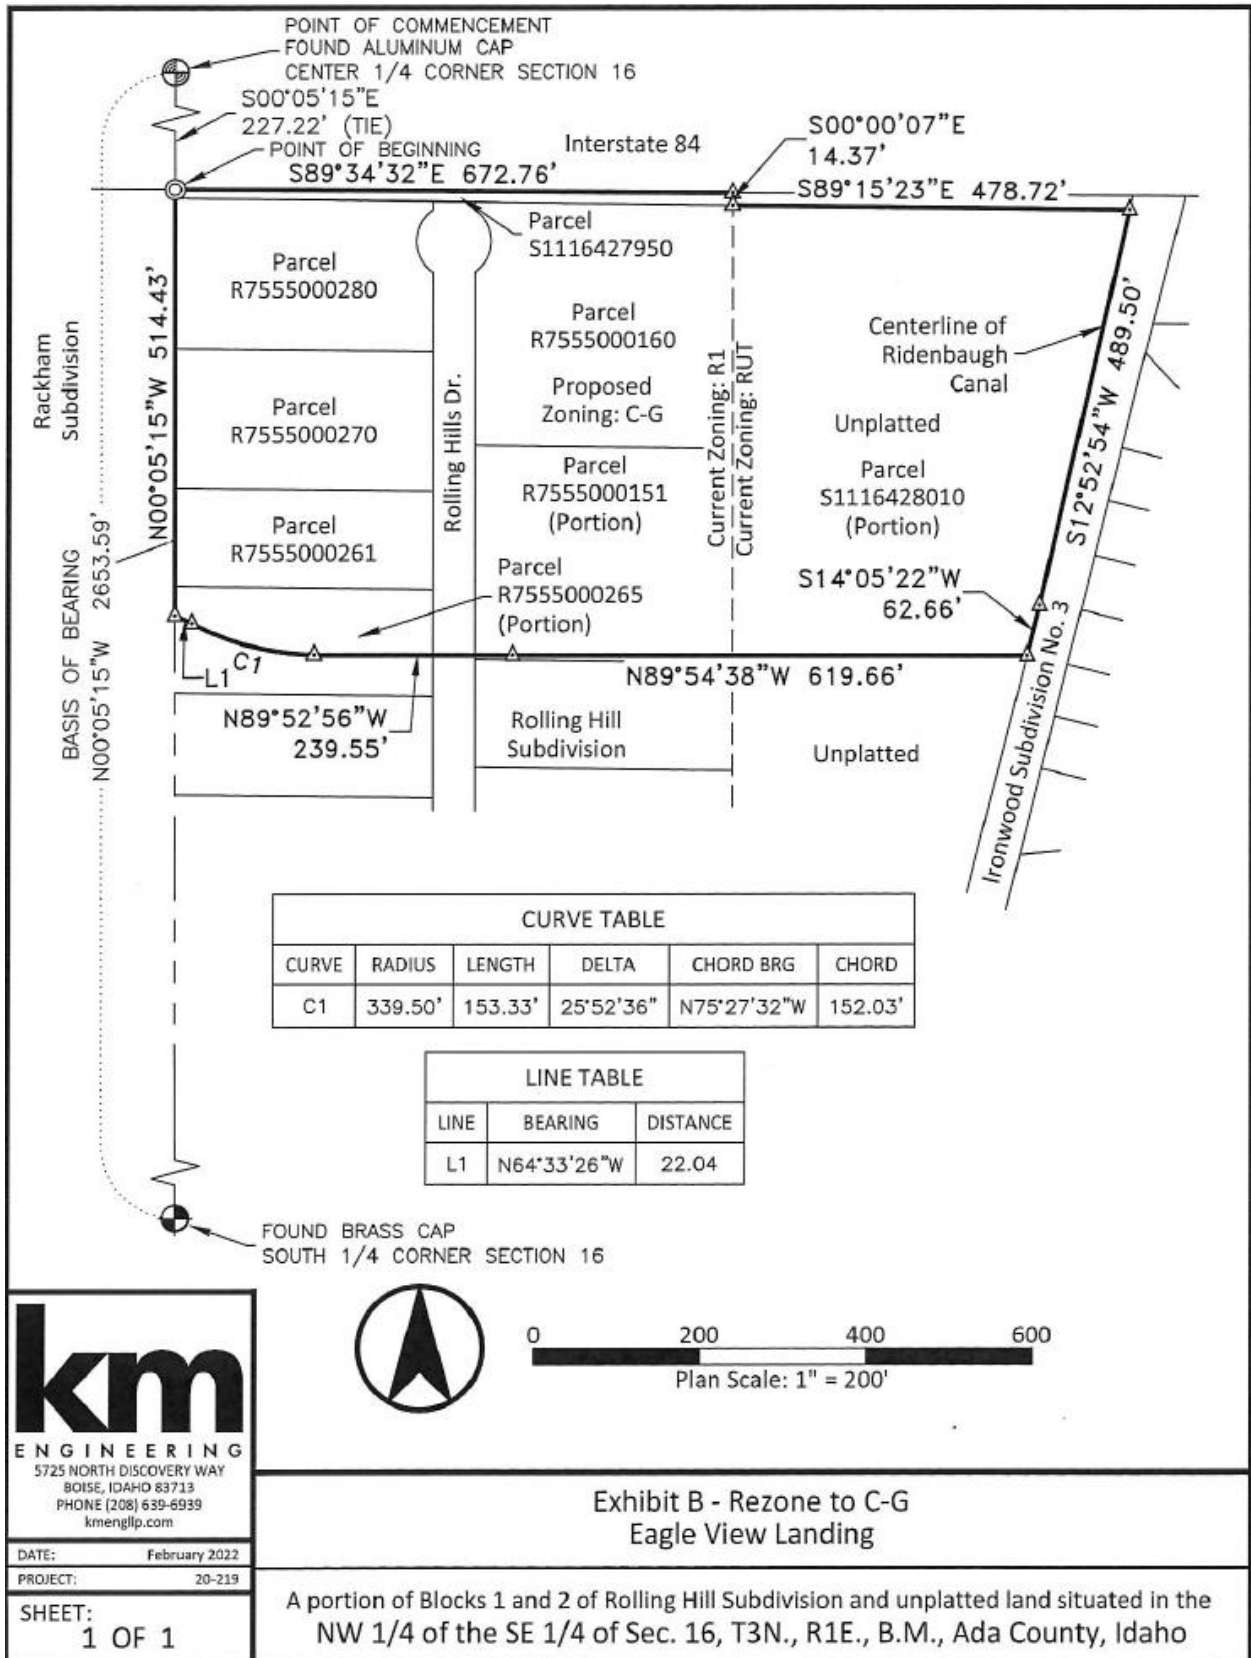 POINT OF COMMENCEMENT
FOUND ALUMINUM CAP
CENTER 1/4 CORNER SECTION 16
S00°05'15"E
227.22' (TIE)
POINT OF BEGINNING
Interstate 84
S00°00'07"E
14.37'
S89°34'32"E 672.76'
S89°15'23"E 478.72'
Parcel
S1116427950
Parcel
R7555000280
Parcel
R7555000160
Proposed
Zoning: C-G
Centerline of
Ridenbaugh
Canal
Rackham
Subdivision
N00°05'15"W 514.43'
Rolling Hills Dr.
Current Zoning: R1
Current Zoning: RUT
S12°52'54"W 489.50'
Parcel
R7555000270
Unplatted
Parcel
R7555000151
(Portion)
Parcel
S1116428010
(Portion)
Parcel
R7555000261
Parcel
R7555000265
(Portion)
S14°05'22"W
62.66'
BASIS OF BEARING
N00°05'15"W 2653.59'
L1
C1
N89°54'38"W 619.66'
N89°52'56"W
239.55'
Rolling Hill
Subdivision
Unplatted
Ironwood Subdivision No. 3
CURVE TABLE
CURVE RADIUS LENGTH DELTA CHORD BRG CHORD
C1 339.50' 153.33' 25°52'36" N75°27'32"W 152.03'
LINE TABLE
LINE BEARING DISTANCE
L1 N64°33'26"W 22.04
FOUND BRASS CAP
SOUTH 1/4 CORNER SECTION 16
0 200 400 600
Plan Scale: 1" = 200'
km
ENGINEERING
5725 NORTH DISCOVERY WAY
BOISE, IDAHO 83713
PHONE (208) 639-6939
kmengllp.com
DATE: February 2022
PROJECT: 20-219
SHEET:
1 OF 1
Exhibit B - Rezone to C-G
Eagle View Landing
A portion of Blocks 1 and 2 of Rolling Hill Subdivision and unplatted land situated in the
NW 1/4 of the SE 1/4 of Sec. 16, T3N., R1E., B.M., Ada County, Idaho